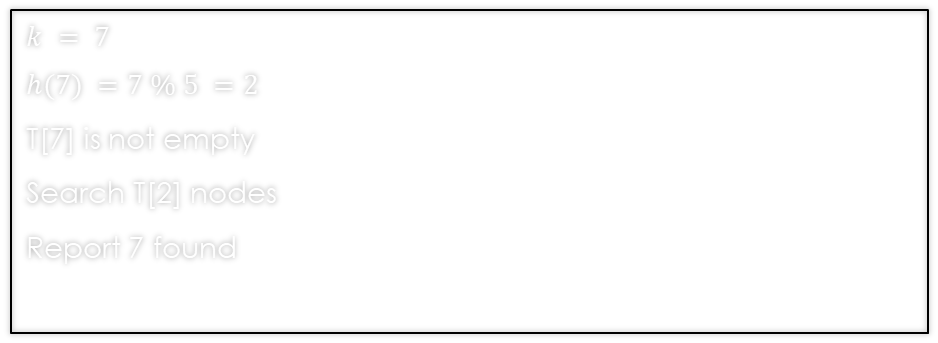 k = 7
h(7) = 7 % 5 = 2
T[7] is not empty
Search T[2] nodes
Report 7 found